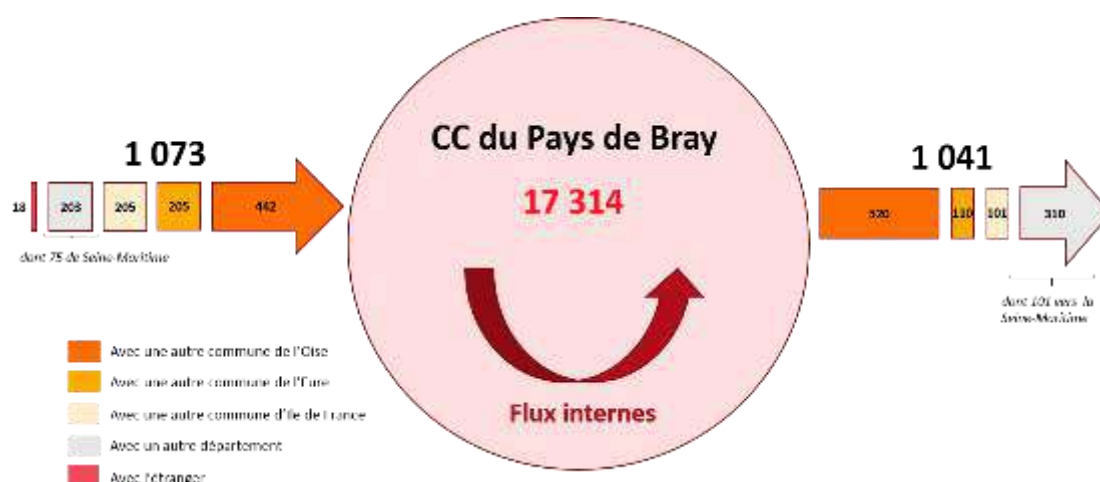 CC du Pays de Bray
17 314
Flux internes
1 073
18
203
205
205
442
dont 75 de Seine-Maritime
1 041
520
110
101
310
dont 101 vers la
Seine-Maritime
Avec une autre commune de l'Oise
Avec une autre commune de l'Eure
Avec une autre commune d'Ile de France
Avec un autre département
Avec l'étranger